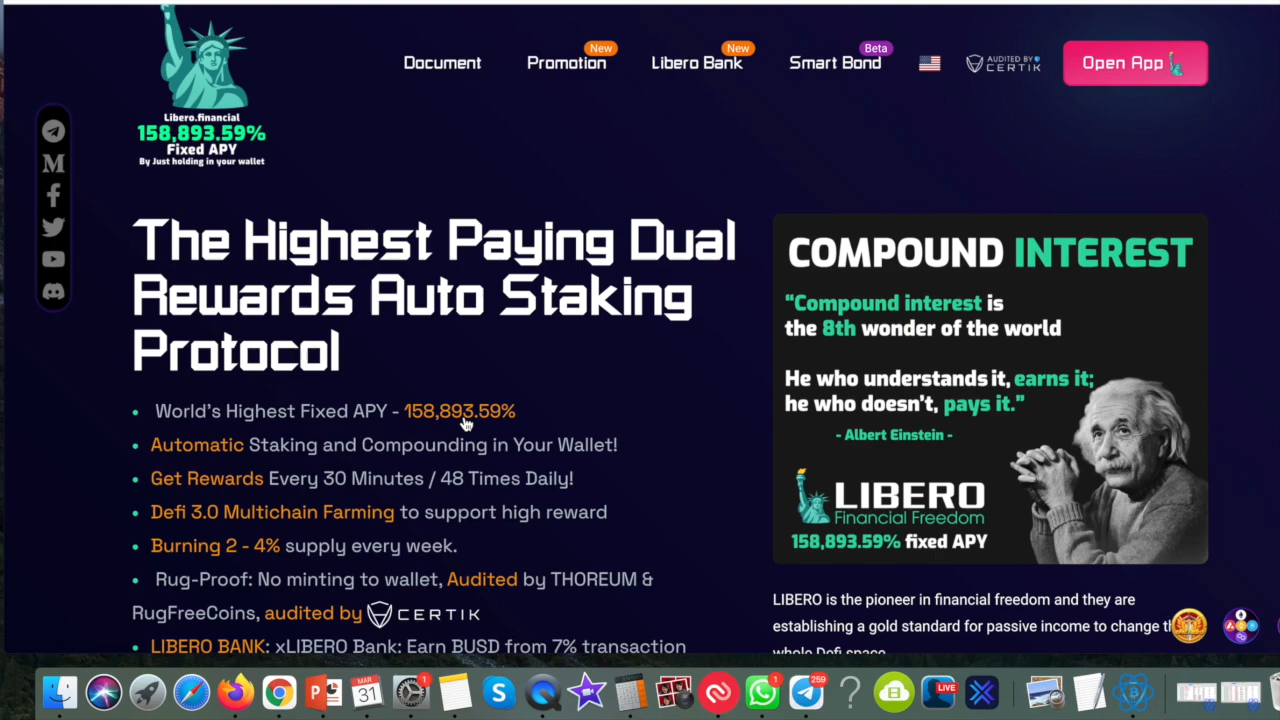 Libero.financial
158,893.59%
Fixed APY
By Just holding in your wallet
Document
Promotion
New
Libero Bank
New
Smart Bond
Beta
AUDITED BY
CERTIK
Open App
The Highest Paying Dual
Rewards Auto Staking
Protocol
World's Highest Fixed APY - 158,893.59%
Automatic Staking and Compounding in Your Wallet!
Get Rewards Every 30 Minutes / 48 Times Daily!
Defi 3.0 Multichain Farming to support high reward
Burning 2 - 4% supply every week.
Rug-Proof: No minting to wallet, Audited by THOREUM &
RugFreeCoins, audited by CERTIK
LIBERO BANK: xLIBERO Bank: Earn BUSD from 7% transaction
COMPOUND INTEREST
“Compound interest is
the 8th wonder of the world
He who understands it, earns it;
he who doesn't, pays it.”
- Albert Einstein -
LIBERO
Financial Freedom
158,893.59% fixed APY
LIBERO is the pioneer in financial freedom and they are
establishing a gold standard for passive income to change
whole Defi space
MAR
31
1
1
259
LIVE